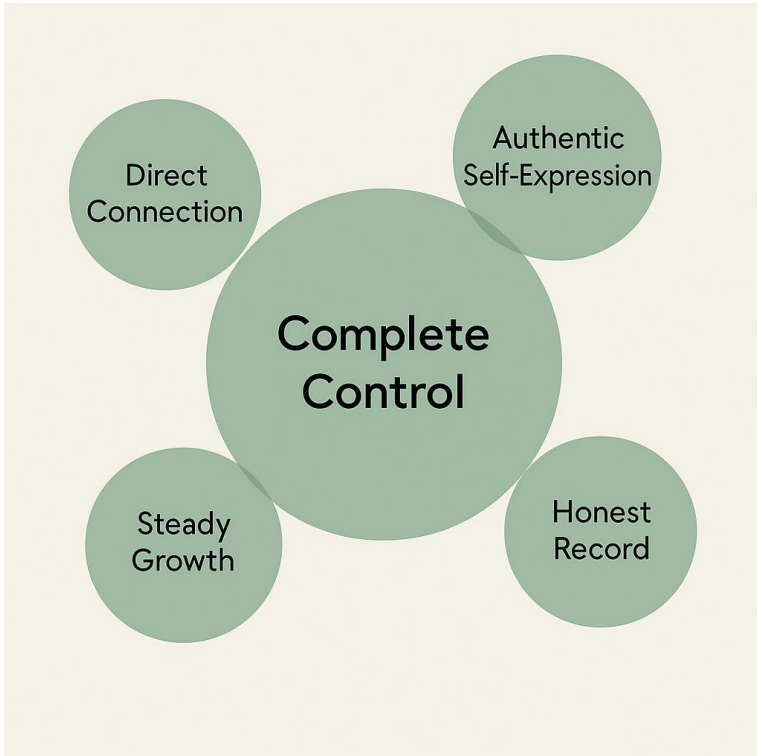 Direct
Connection
Authentic
Self-Expression
Complete
Control
Steady
Growth
Honest
Record